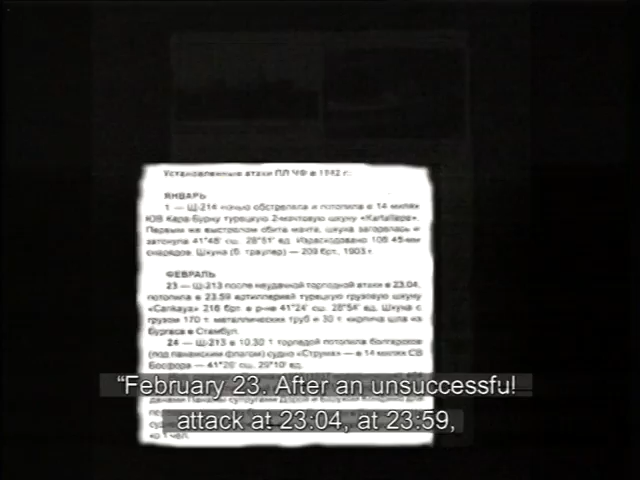 Установленные атаки ПЛ ЧФ в 1942 г.:
ЯНВАРЬ
1 — Щ-214 ночью обстреляла и потопила в 14 милях
ЮВ Кара-Бурну турецкую 2-мачтовую шхуну «Kartaltepe».
Первым же выстрелом сбита мачта, шхуна загорелась и
затонула 41°48' сш. 28°51' вд. Израсходовано 108 45-мм
снарядов. Шхуна (б. траулер) — 209 брт, 1903 г.
ФЕВРАЛЬ
23 — Щ-213 после неудачной торпедной атаки в 23.04,
потопила в 23.59 артиллерией турецкую грузовую шхуну
«Cankaya» 216 брт. в р-не 41°24' сш. 28°54' вд. Шхуна с
грузом 170 т. металлических труб и 30 т. кирпича шла из
Бургаса в Стамбул.
24 — Щ-213 в 10.30 т торпедой потопила болгарское
(под панамским флагом) судно «Струма» — в 14 милях СВ
Босфора — 41°26' сш. 29°10' вд.
“February 23. After an unsuccessfu!
attack at 23:04, at 23:59,